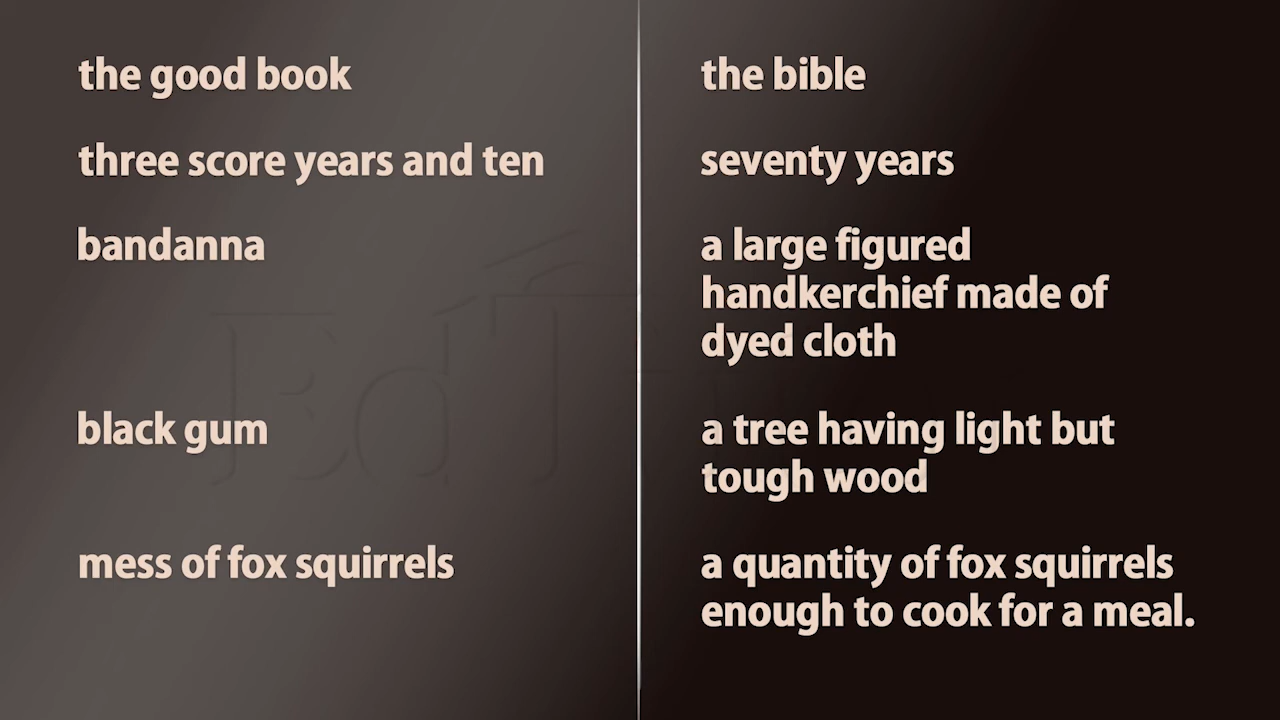 the good book
the bible
three score years and ten
seventy years
bandanna
a large figured
handkerchief made of
dyed cloth
black gum
a tree having light but
tough wood
mess of fox squirrels
a quantity of fox squirrels
enough to cook for a meal.